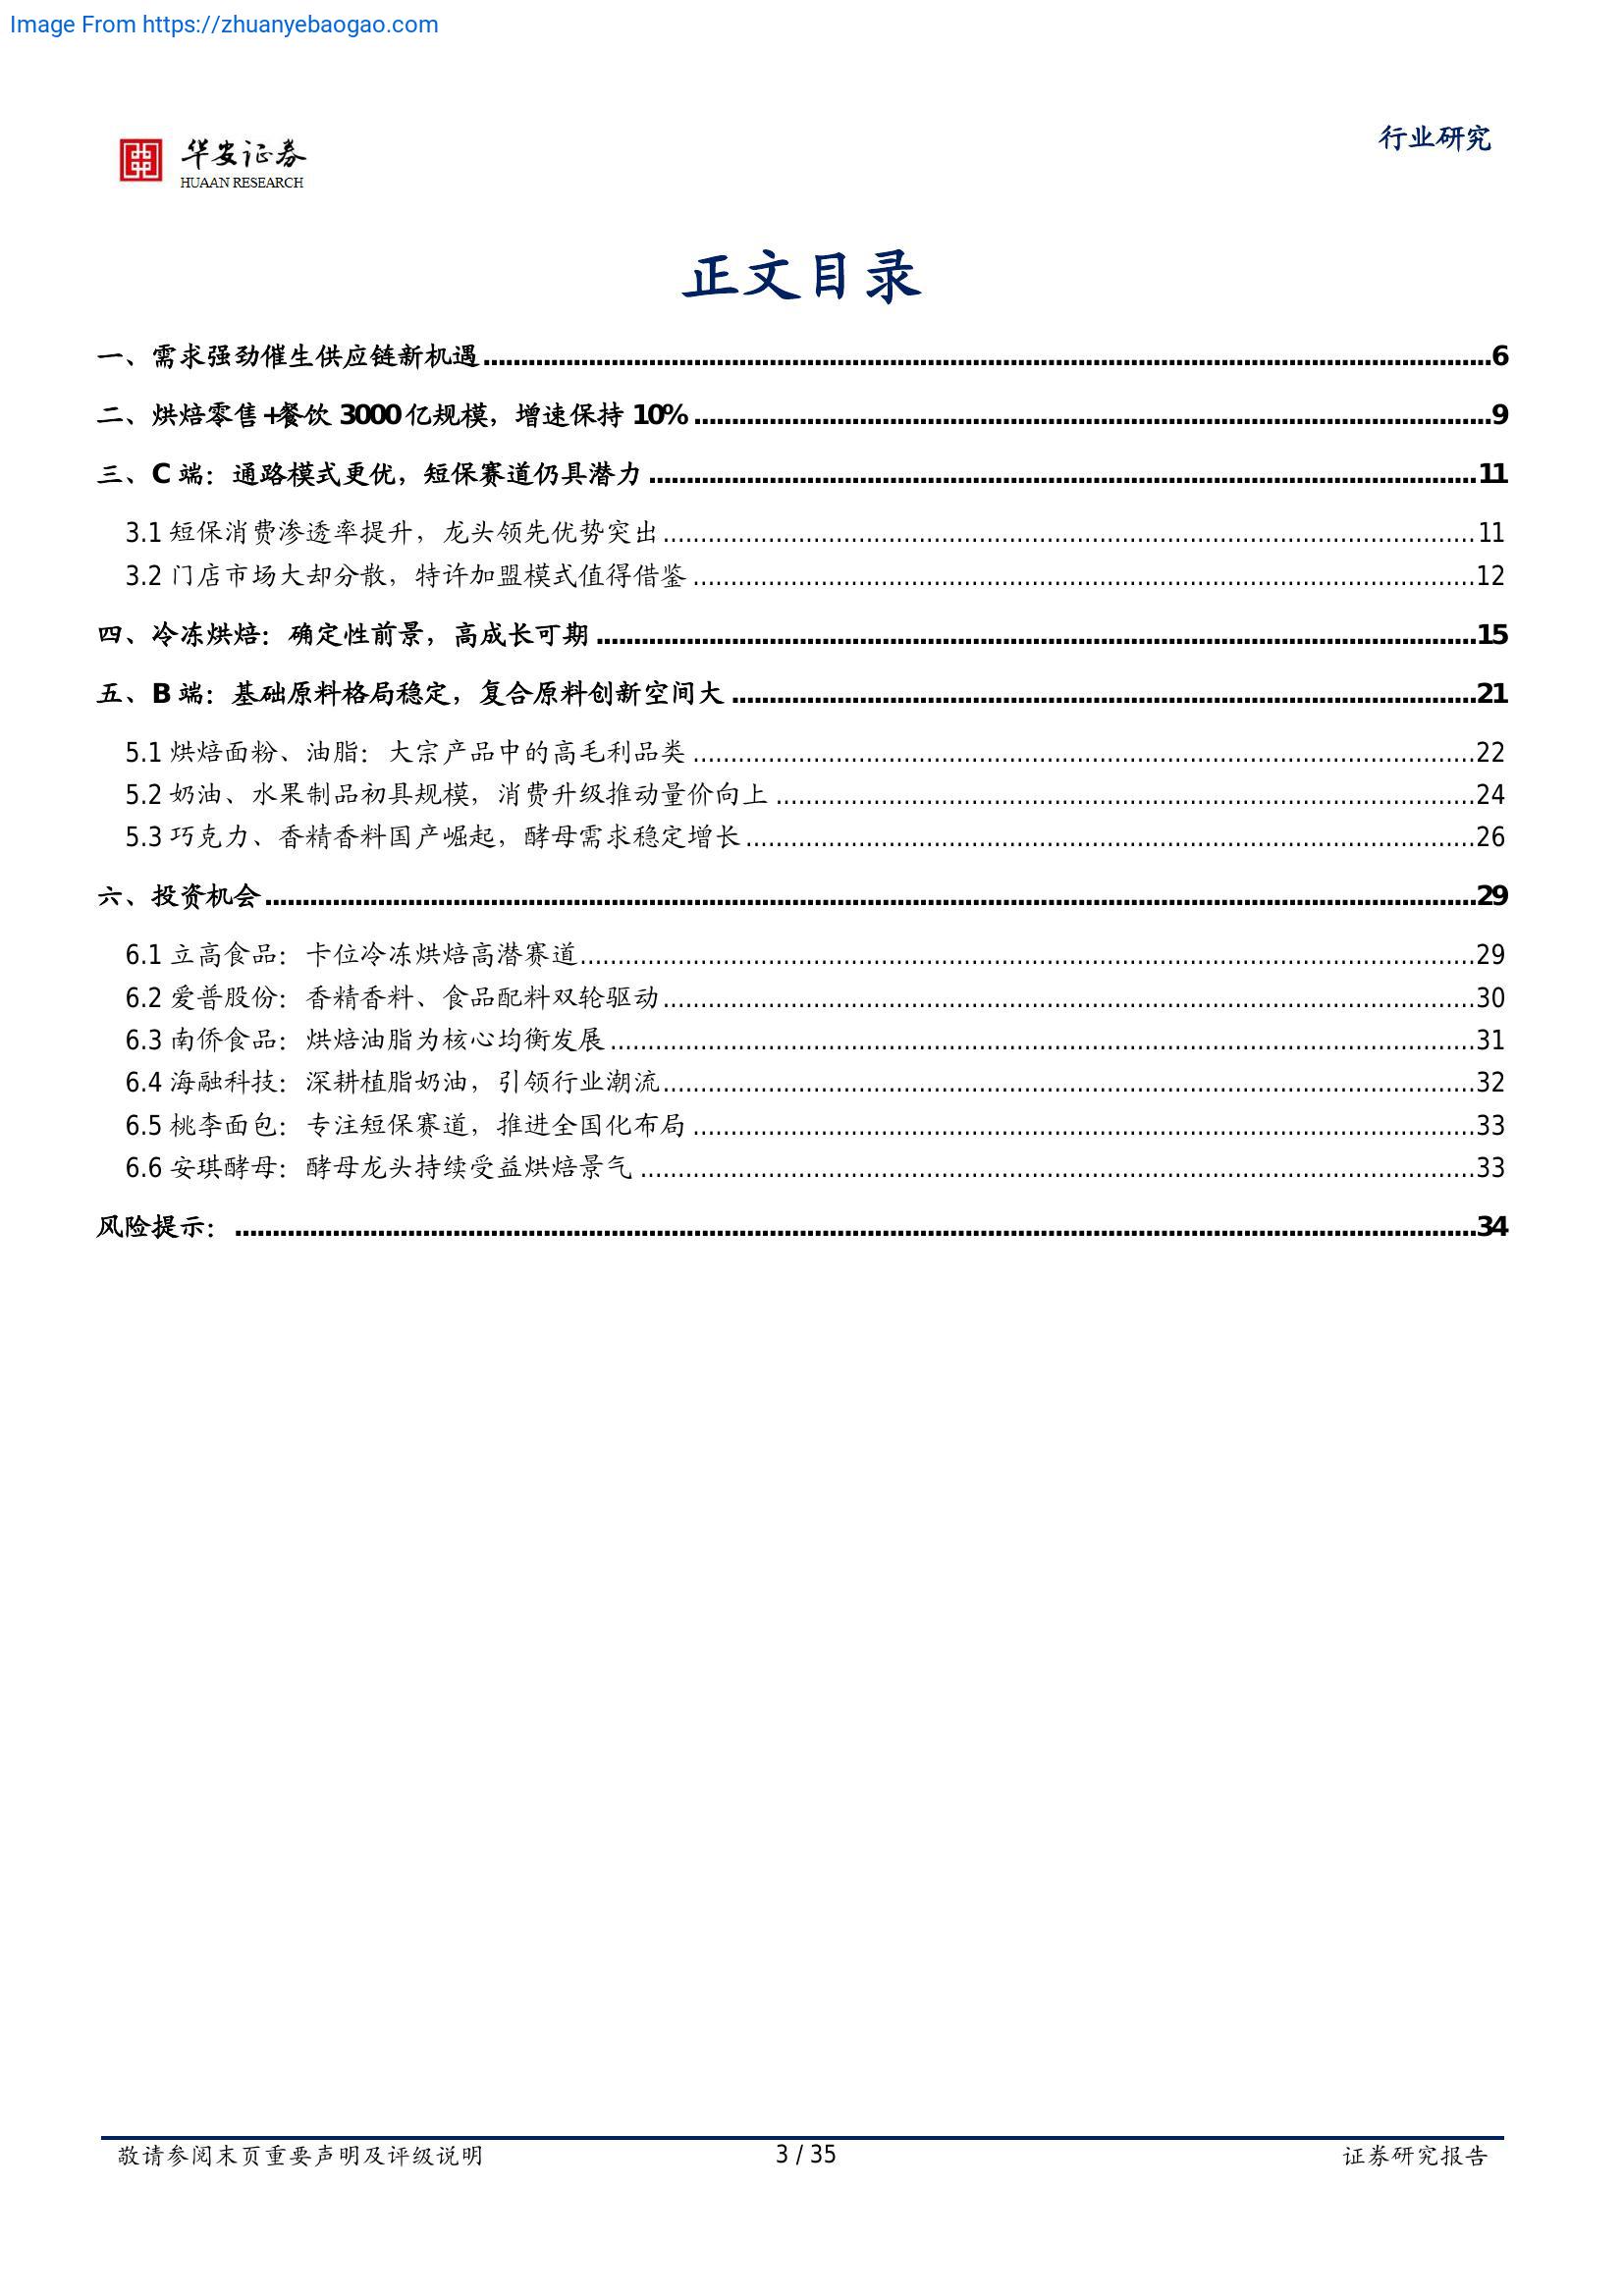 Image From https://zhuanyebaogao.com
行业研究
华安证券
HUAAN RESEARCH
正文目录
一、需求强劲催生供应链新机遇........................................6
二、烘焙零售+餐饮 3000 亿规模，增速保持 10%........................................9
三、C 端：通路模式更优，短保赛道仍具潜力........................................11
3.1 短保消费渗透率提升，龙头领先优势突出........................................11
3.2 门店市场大却分散，特许加盟模式值得借鉴........................................12
四、冷冻烘焙：确定性前景，高成长可期........................................15
五、B 端：基础原料格局稳定，复合原料创新空间大........................................21
5.1 烘焙面粉、油脂：大宗产品中的高毛利品类........................................22
5.2 奶油、水果制品初具规模，消费升级推动量价向上........................................24
5.3 巧克力、香精香料国产崛起，酵母需求稳定增长........................................26
六、投资机会........................................29
6.1 立高食品：卡位冷冻烘焙高潜赛道........................................29
6.2 爱普股份：香精香料、食品配料双轮驱动........................................30
6.3 南侨食品：烘焙油脂为核心均衡发展........................................31
6.4 海融科技：深耕植脂奶油，引领行业潮流........................................32
6.5 桃李面包：专注短保赛道，推进全国化布局........................................33
6.6 安琪酵母：酵母龙头持续受益烘焙景气........................................33
风险提示：........................................34
敬请参阅末页重要声明及评级说明
3 / 35
证券研究报告